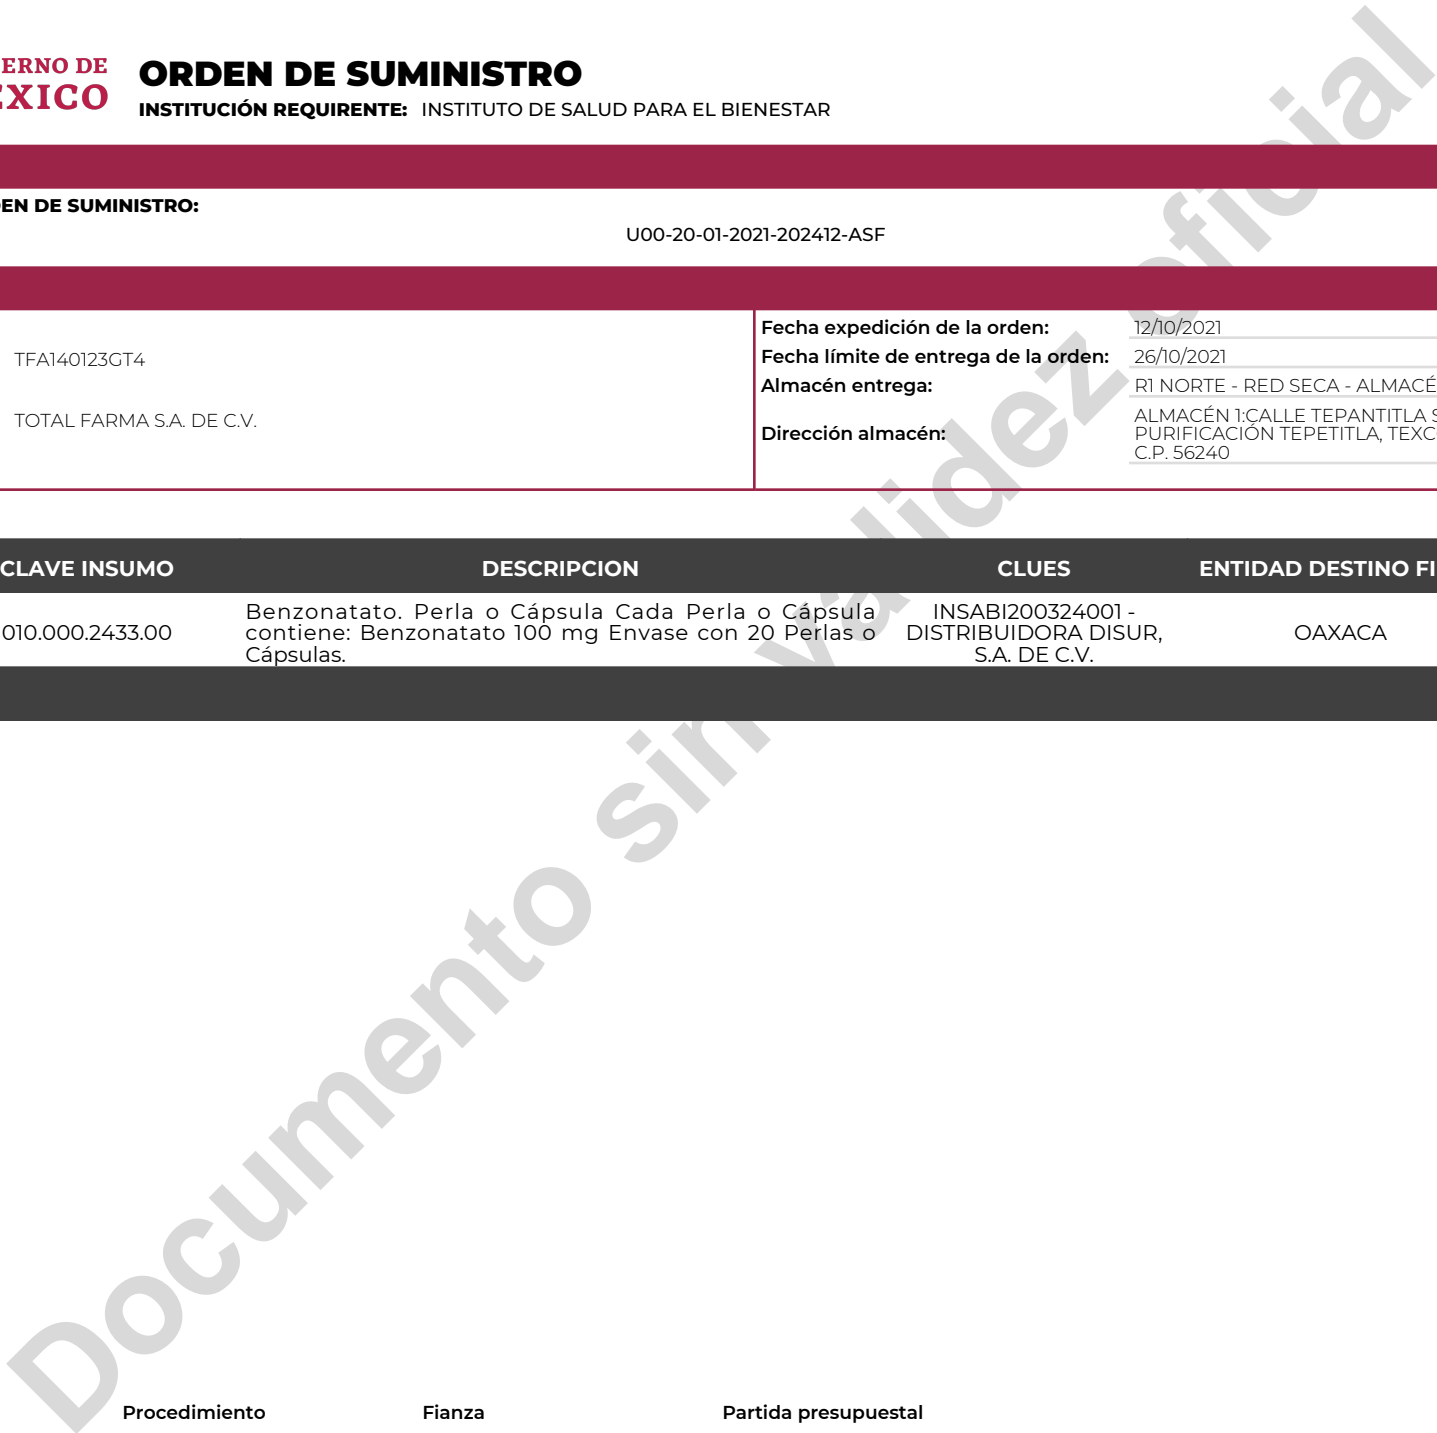 ERNO DE
EXICO
ORDEN DE SUMINISTRO
INSTITUCIÓN REQUIRENTE: INSTITUTO DE SALUD PARA EL BIENESTAR
EN DE SUMINISTRO:
U00-20-01-2021-202412-ASF
TFA140123GT4
TOTAL FARMA S.A. DE C.V.
Fecha expedición de la orden: 12/10/2021
Fecha límite de entrega de la orden: 26/10/2021
Almacén entrega: R1 NORTE - RED SECA - ALMACÉ
Dirección almacén: ALMACÉN 1:CALLE TEPANTITLA S
PURIFICACIÓN TEPETITLA, TEXC
C.P. 56240
CLAVE INSUMO DESCRIPCION CLUES ENTIDAD DESTINO FI
010.000.2433.00
Benzonatato. Perla o Cápsula Cada Perla o Cápsula
contiene: Benzonatato 100 mg Envase con 20 Perlas o
Cápsulas.
INSABI200324001 -
DISTRIBUIDORA DISUR,
S.A. DE C.V.
OAXACA
Documento sin validez oficial
Procedimiento Fianza Partida presupuestal